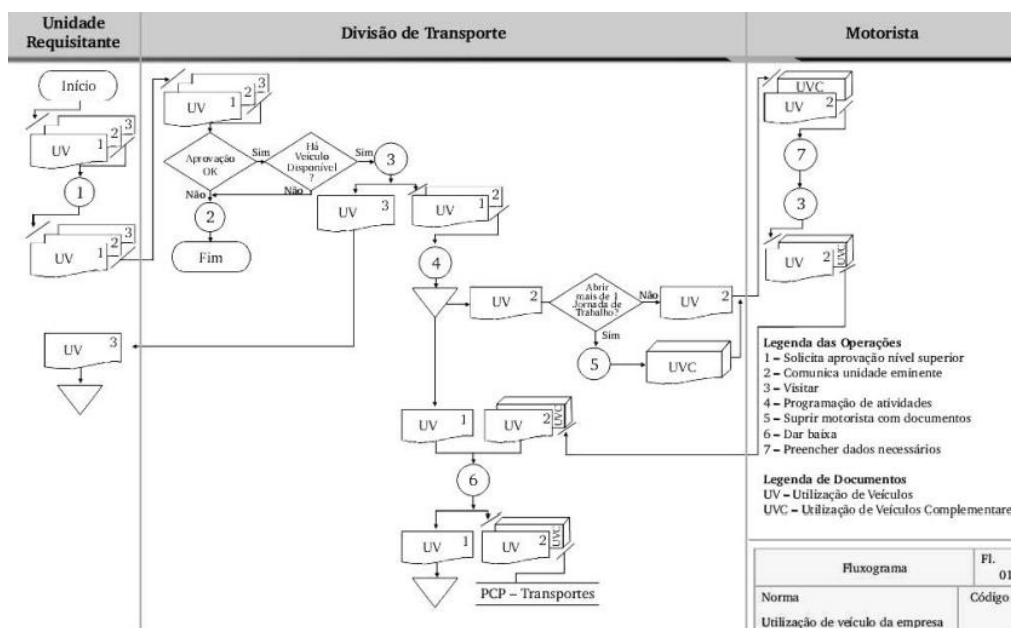 Unidade
Requisitante
Divisão de Transporte
Motorista
Início
UV 1 2 3
1
UV 1 2 3
UV 3
UV 1 2 3
Aprovação
OK
Sim
Não
Há
Veículo
Disponível
?
Sim
Não
3
2
Fim
UV 3
UV 1 2
4
UV 2
Abrir
mais de 1
Jornada de
Trabalho?
Não
Sim
UV 2
5
UVC
UV 1
UV 2 UVC
6
UV 1
UV 2 UVC
PCP – Transportes
UVC
UV 2
7
3
UV 2 UVC
Legenda das Operações
1 – Solicita aprovação nível superior
2 – Comunica unidade eminente
3 – Visitar
4 – Programação de atividades
5 – Suprir motorista com documentos
6 – Dar baixa
7 – Preencher dados necessários
Legenda de Documentos
UV – Utilização de Veículos
UVC – Utilização de Veículos Complementare
Fluxograma
Fl.
01
Norma
Código
Utilização de veículo da empresa